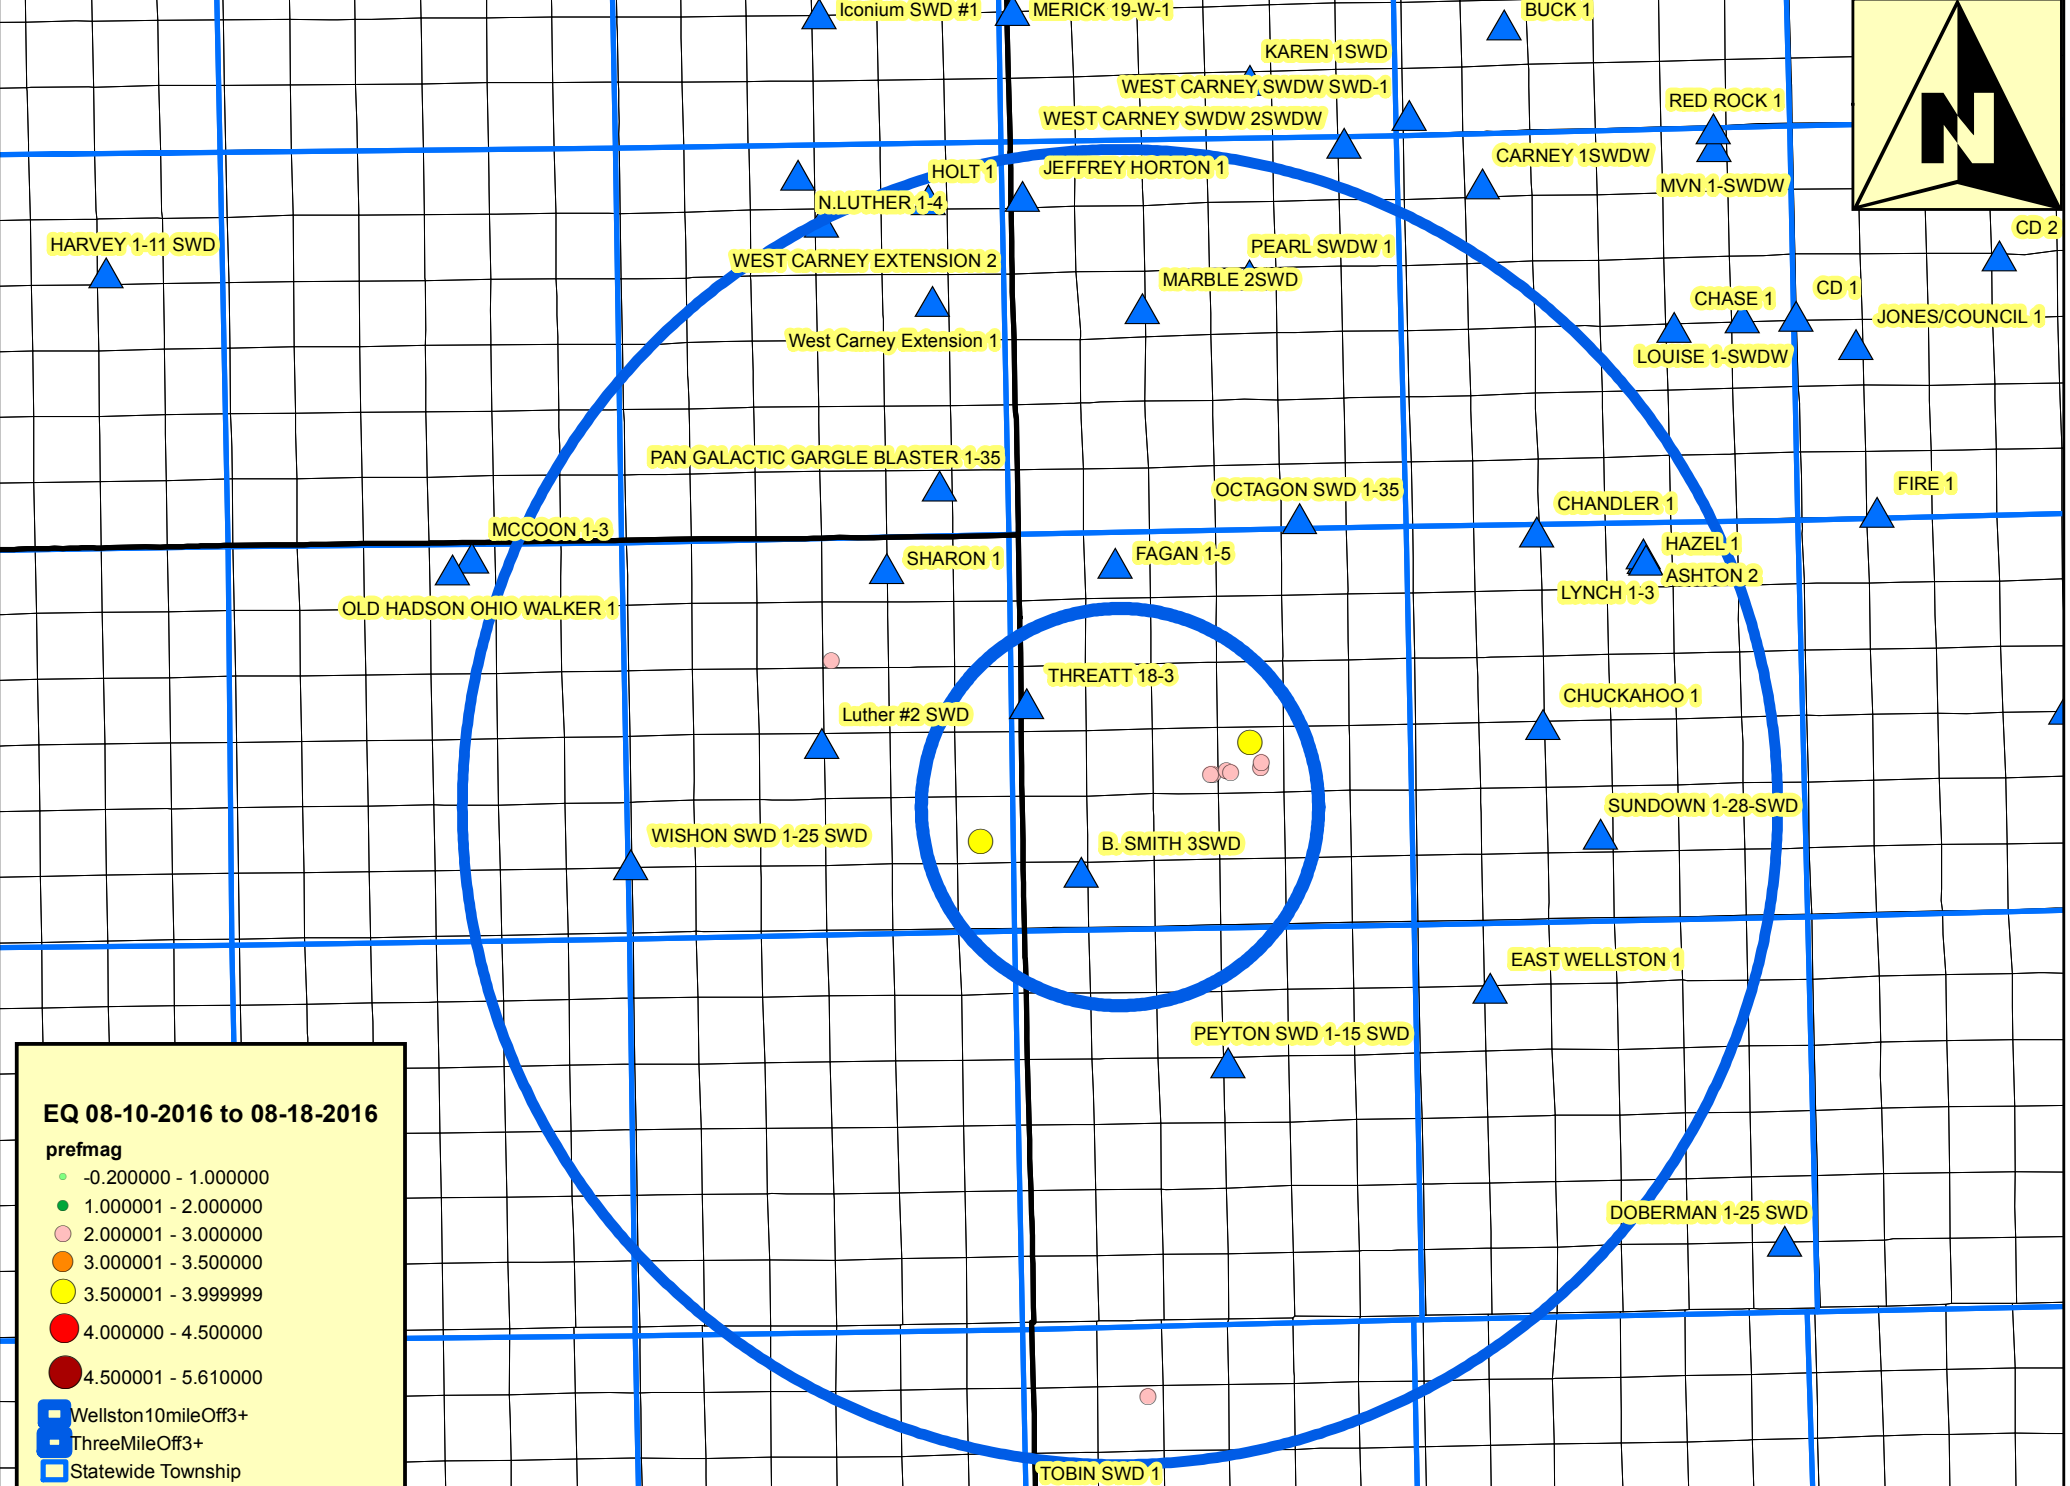 Iconium SWD #1
MERICK 19-W-1
BUCK 1
KAREN 1SWD
WEST CARNEY SWDW SWD-1
RED ROCK 1
WEST CARNEY SWDW 2SWDW
N
CARNEY 1SWDW
HOLT 1
JEFFREY HORTON 1
MVN 1-SWDW
N.LUTHER 1-4
CD 2
HARVEY 1-11 SWD
PEARL SWDW 1
WEST CARNEY EXTENSION 2
MARBLE 2SWD
CD 1
CHASE 1
JONES/COUNCIL 1
West Carney Extension 1
LOUISE 1-SWDW
PAN GALACTIC GARGLE BLASTER 1-35
FIRE 1
OCTAGON SWD 1-35
CHANDLER 1
MCCOON 1-3
HAZEL 1
FAGAN 1-5
SHARON 1
ASHTON 2
LYNCH 1-3
OLD HADSON OHIO WALKER 1
THREATT 18-3
CHUCKAHOO 1
Luther #2 SWD
SUNDOWN 1-28-SWD
WISHON SWD 1-25 SWD
B. SMITH 3SWD
EAST WELLSTON 1
PEYTON SWD 1-15 SWD
DOBERMAN 1-25 SWD
TOBIN SWD 1
EQ 08-10-2016 to 08-18-2016
prefmag
-0.200000 - 1.000000
1.000001 - 2.000000
2.000001 - 3.000000
3.000001 - 3.500000
3.500001 - 3.999999
4.000000 - 4.500000
4.500001 - 5.610000
Wellston10mileOff3+
ThreeMileOff3+
Statewide Township